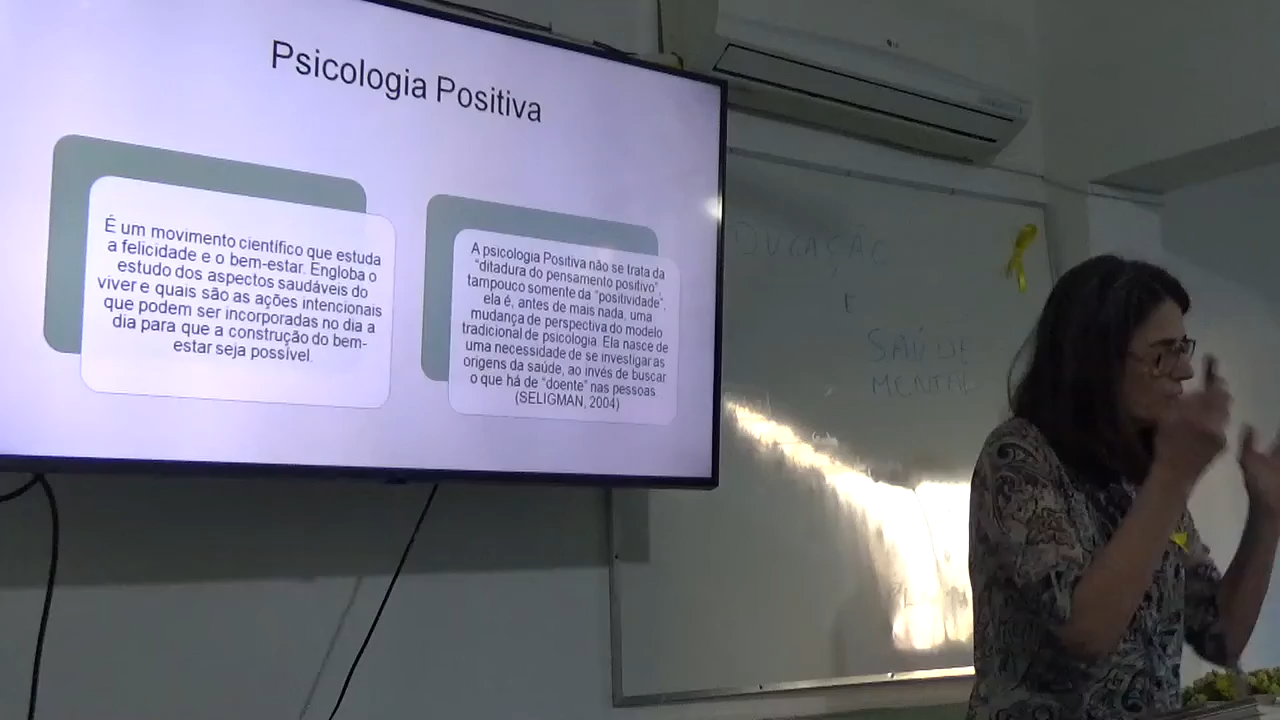 Psicologia Positiva
É um movimento científico que estuda
a felicidade e o bem-estar. Engloba o
estudo dos aspectos saudáveis do
viver e quais são as ações intencionais
que podem ser incorporadas no dia a
dia para que a construção do bem-
estar seja possível.
A psicologia Positiva não se trata da
“ditadura do pensamento positivo”,
tampouco somente da “positividade”,
ela é, antes de mais nada, uma
mudança de perspectiva do modelo
tradicional de psicologia. Ela nasce de
uma necessidade de se investigar as
origens da saúde, ao invés de buscar
o que há de “doente” nas pessoas
(SELIGMAN, 2004)
E
SAÚDE
MENTAL